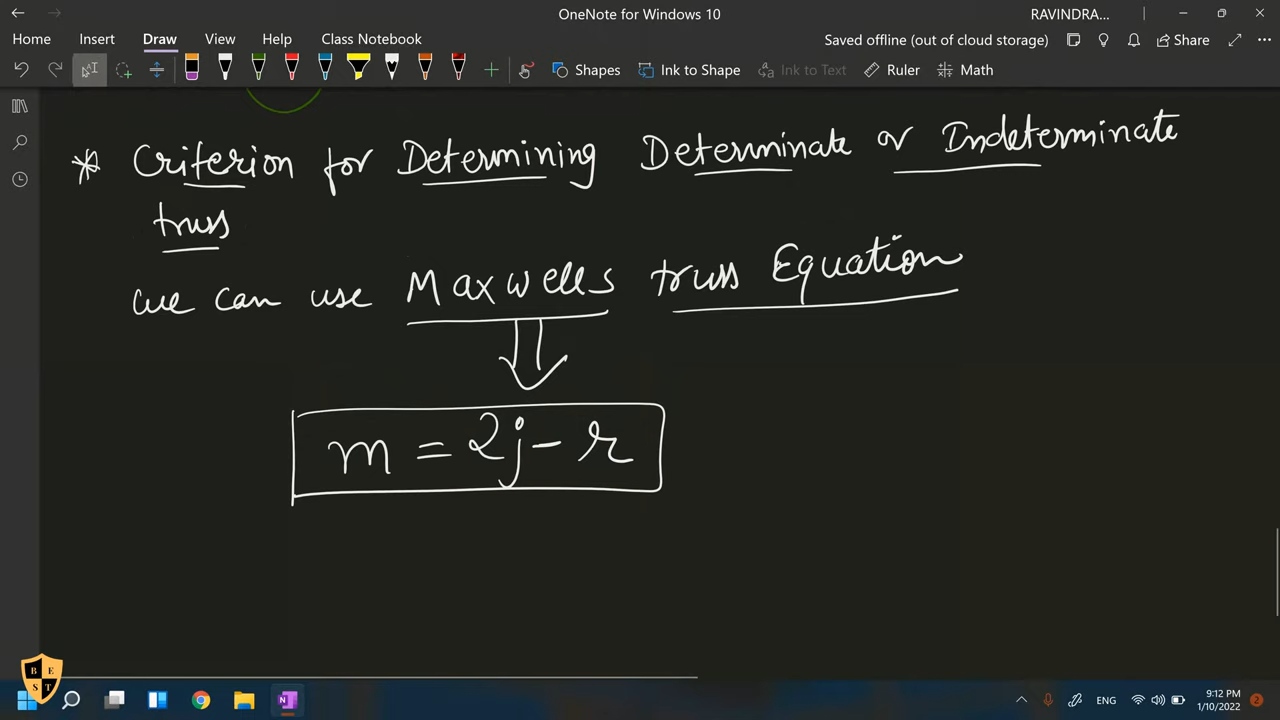 OneNote for Windows 10
RAVINDRA...
Home Insert Draw View Help Class Notebook
Saved offline (out of cloud storage)
Share
Shapes Ink to Shape Ink to Text Ruler Math
* Criterion for Determining Determinate or Indeterminate
truss
we can use Maxwells truss Equation
m = 2j - r
B E
S T
ENG
9:12 PM
1/10/2022
2